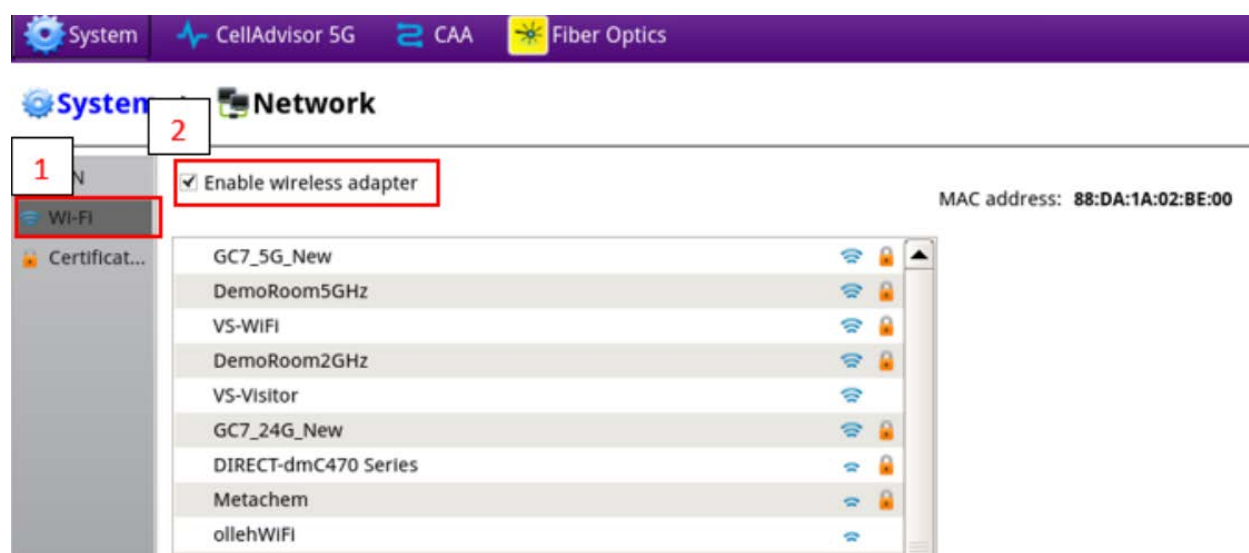 System CellAdvisor 5G CAA Fiber Optics
System Network
2
1
Enable wireless adapter
MAC address: 88:DA:1A:02:BE:00
Wi-Fi
Certificat...
GC7_5G_New
DemoRoom5GHz
VS-WiFi
DemoRoom2GHz
VS-Visitor
GC7_24G_New
DIRECT-dmC470 Series
Metachem
ollehWiFi